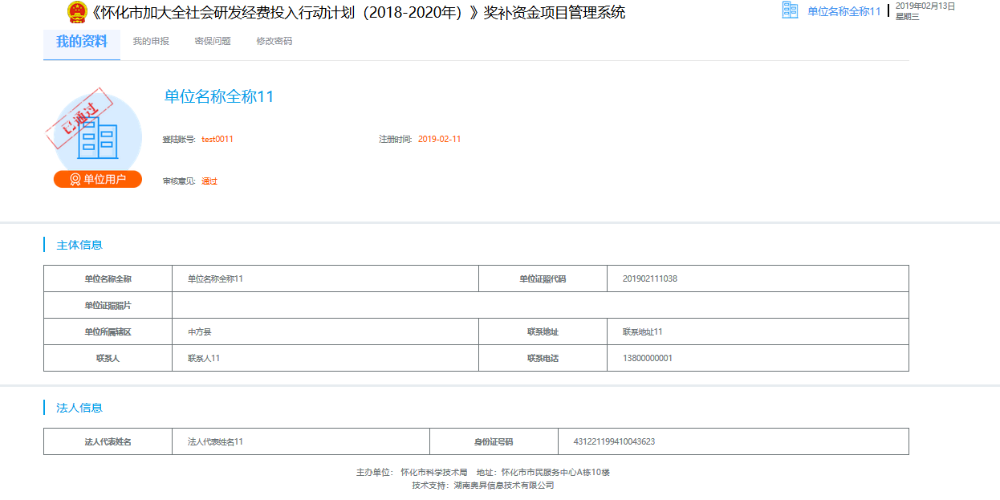 《怀化市加大全社会研发经费投入行动计划（2018-2020年）》奖补资金项目管理系统
单位名称全称11
2019年02月13日
星期三
我的资料 我的申报 密保问题 修改密码
已通过
单位名称全称11
登陆账号: test0011 注册时间: 2019-02-11
单位用户
审核意见: 通过
主体信息
单位名称全称 单位名称全称11 单位证照代码 201902111038
单位证照照片
单位所属辖区 中方县 联系地址 联系地址11
联系人 联系人11 联系电话 13800000001
法人信息
法人代表姓名 法人代表姓名11 身份证号码 431221199410043623
主办单位： 怀化市科学技术局 地址：怀化市市民服务中心A栋10楼
技术支持：湖南奥昇信息技术有限公司